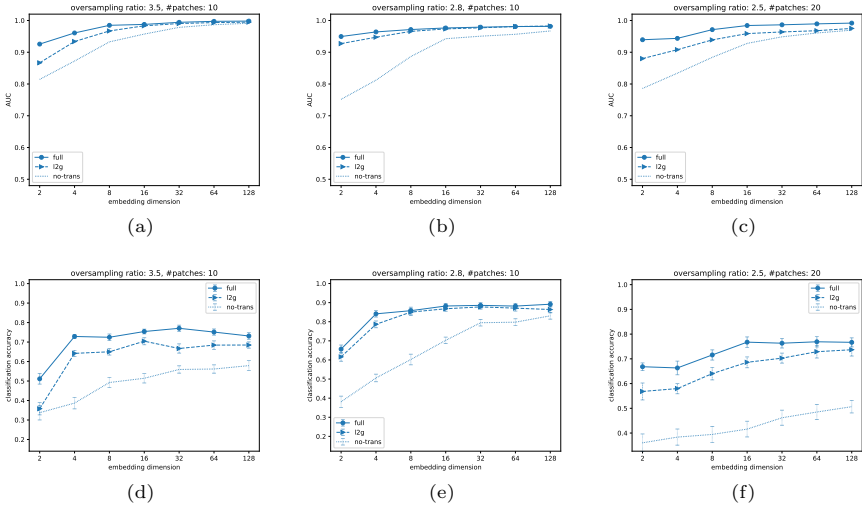 oversampling ratio: 3.5, #patches: 10
1.0
0.9
0.8
0.7
0.6
0.5
AUC
full
l2g
no-trans
2 4 8 16 32 64 128
embedding dimension
(a)
oversampling ratio: 2.8, #patches: 10
1.0
0.9
0.8
0.7
0.6
0.5
AUC
full
l2g
no-trans
2 4 8 16 32 64 128
embedding dimension
(b)
oversampling ratio: 2.5, #patches: 20
1.0
0.9
0.8
0.7
0.6
0.5
AUC
full
l2g
no-trans
2 4 8 16 32 64 128
embedding dimension
(c)
oversampling ratio: 3.5, #patches: 10
1.0
0.9
0.8
0.7
0.6
0.5
0.4
0.3
0.2
classification accuracy
full
l2g
no-trans
2 4 8 16 32 64 128
embedding dimension
(d)
oversampling ratio: 2.8, #patches: 10
1.0
0.9
0.8
0.7
0.6
0.5
0.4
0.3
0.2
classification accuracy
full
l2g
no-trans
2 4 8 16 32 64 128
embedding dimension
(e)
oversampling ratio: 2.5, #patches: 20
1.0
0.9
0.8
0.7
0.6
0.5
0.4
classification accuracy
full
l2g
no-trans
2 4 8 16 32 64 128
embedding dimension
(f)